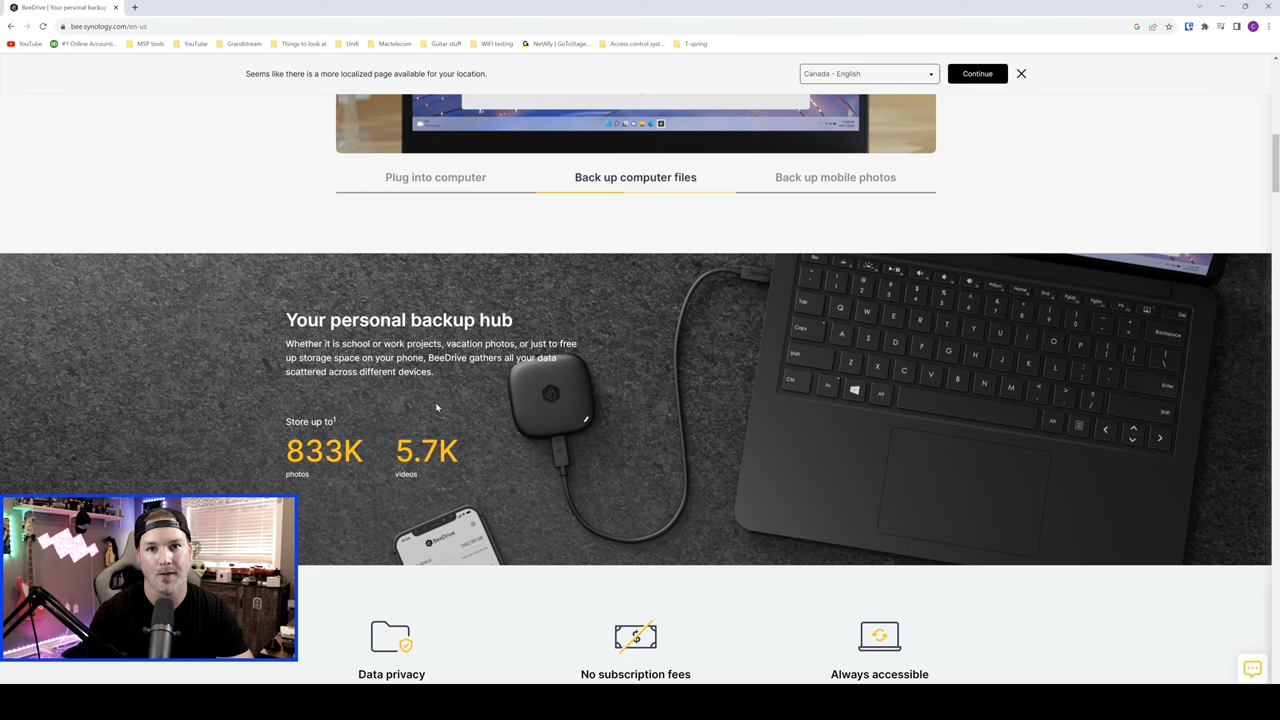 BeeDrive | Your personal backup
bee.synology.com/en-us
YouTube
#1 Online Accounti...
MSP tools
YouTube
Grandstream
Things to look at
Unifi
Mactelecom
Guitar stuff
WIFI testing
NetAlly | GoToStage...
Access control syst...
T-spring
Seems like there is a more localized page available for your location.
Canada - English
Continue
Plug into computer
Back up computer files
Back up mobile photos
Your personal backup hub
Whether it is school or work projects, vacation photos, or just to free
up storage space on your phone, BeeDrive gathers all your data
scattered across different devices.
Store up to1
833K
5.7K
photos
videos
BeeDrive
Data privacy
No subscription fees
Always accessible